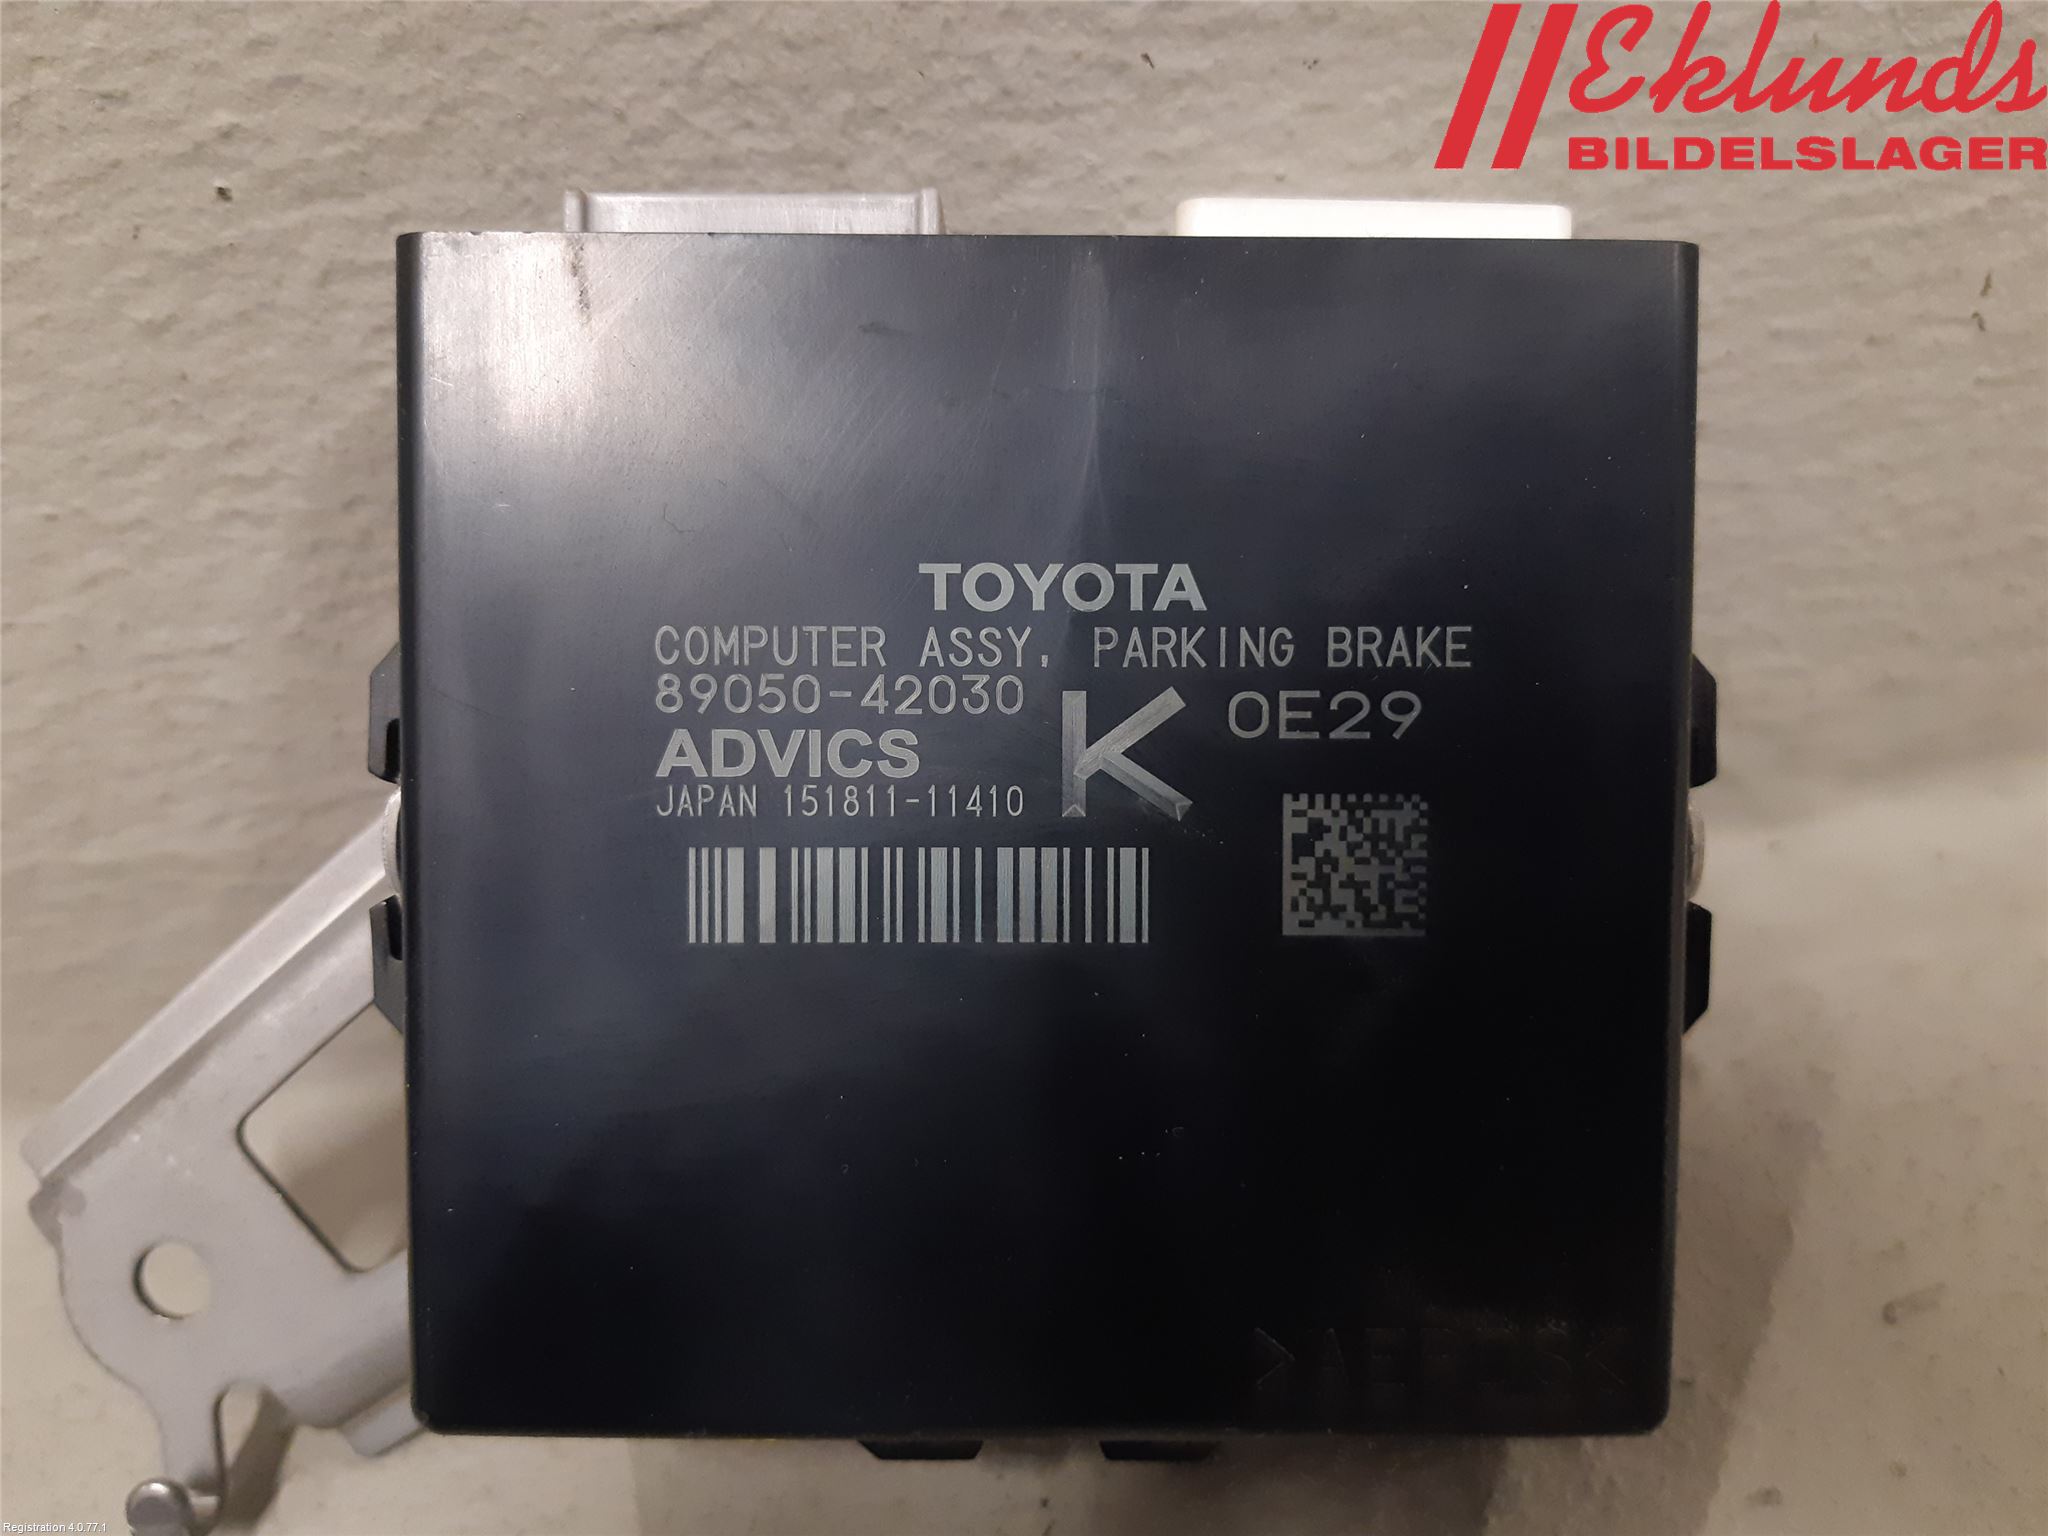 Eklunds
BILDELSLAGER
TOYOTA
COMPUTER ASSY, PARKING BRAKE
89050-42030
K
0E29
ADVICS
JAPAN 151811-11410
Registration 4.0.77.1